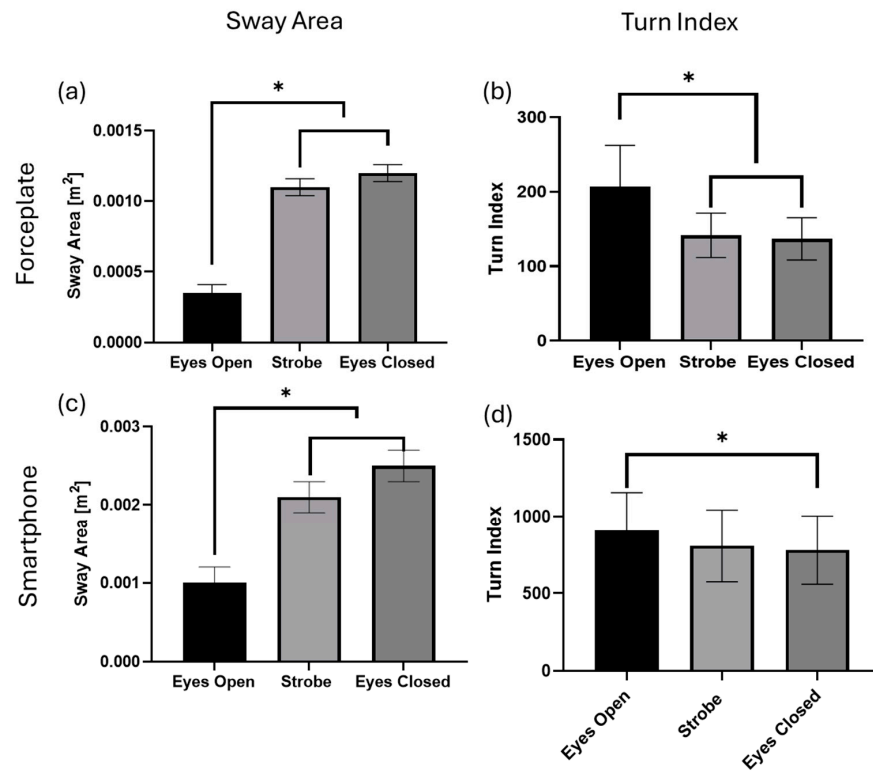 Sway Area
Turn Index
Forceplate
(a)
*
Sway Area [m²]
0.0015
0.0010
0.0005
0.0000
Eyes Open Strobe Eyes Closed
(b)
*
Turn Index
300
200
100
0
Eyes Open Strobe Eyes Closed
Smartphone
(c)
*
Sway Area [m²]
0.003
0.002
0.001
0.000
Eyes Open Strobe Eyes Closed
(d)
*
Turn Index
1500
1000
500
0
Eyes Open
Strobe
Eyes Closed